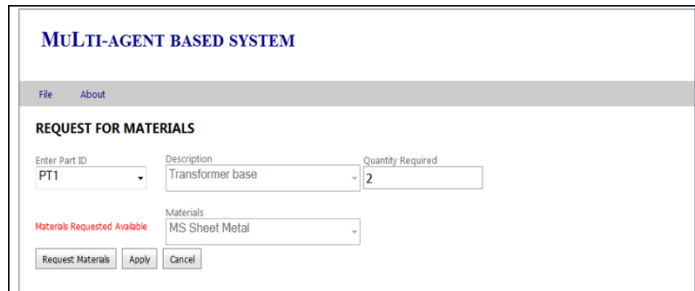 MULTI-AGENT BASED SYSTEM
File About
REQUEST FOR MATERIALS
Enter Part ID Description Quantity Required
PT1 Transformer base 2
Materials
Materials Requested Available MS Sheet Metal
Request Materials Apply Cancel